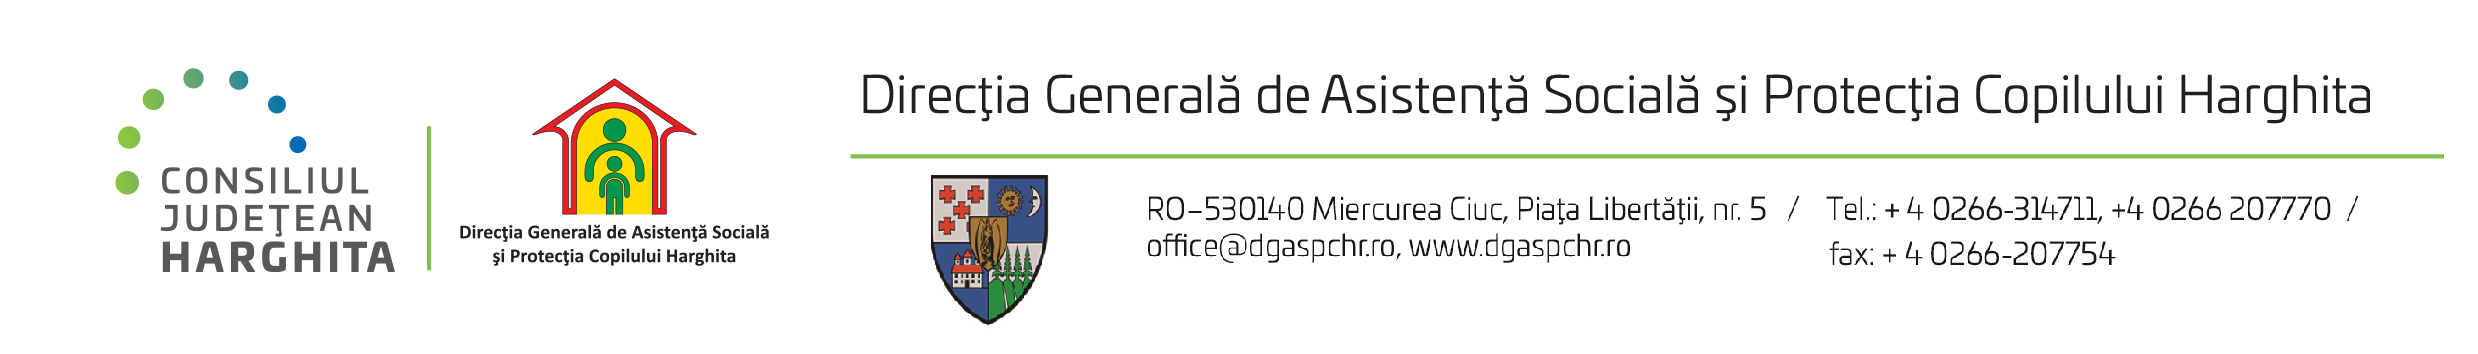 CONSILIUL
JUDEŢEAN
HARGHITA
Direcţia Generală de Asistenţă Socială
şi Protecţia Copilului Harghita
Direcţia Generală de Asistenţă Socială şi Protecţia Copilului Harghita
RO-530140 Miercurea Ciuc, Piaţa Libertăţii, nr. 5 / Tel.: + 4 0266-314711, +4 0266 207770 /
office@dgaspchr.ro, www.dgaspchr.ro
fax: + 4 0266-207754